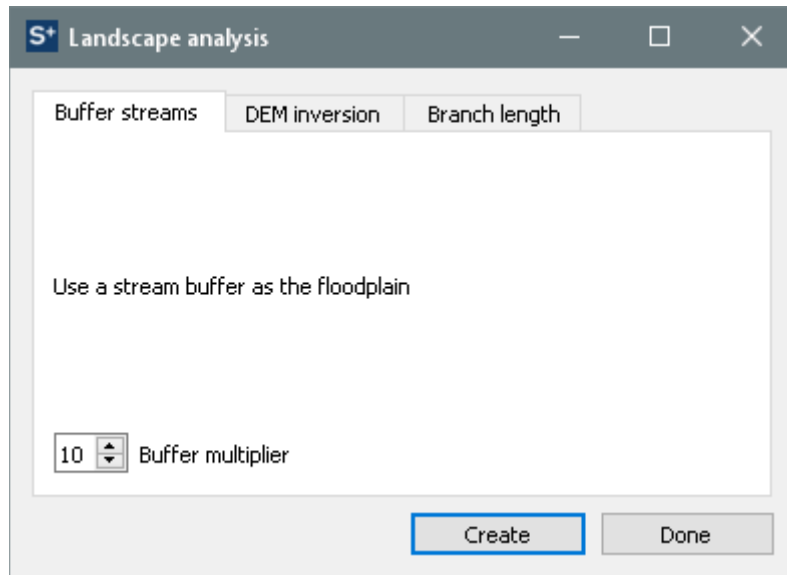 S+ Landscape analysis
Buffer streams DEM inversion Branch length
Use a stream buffer as the floodplain
10 Buffer multiplier
Create Done